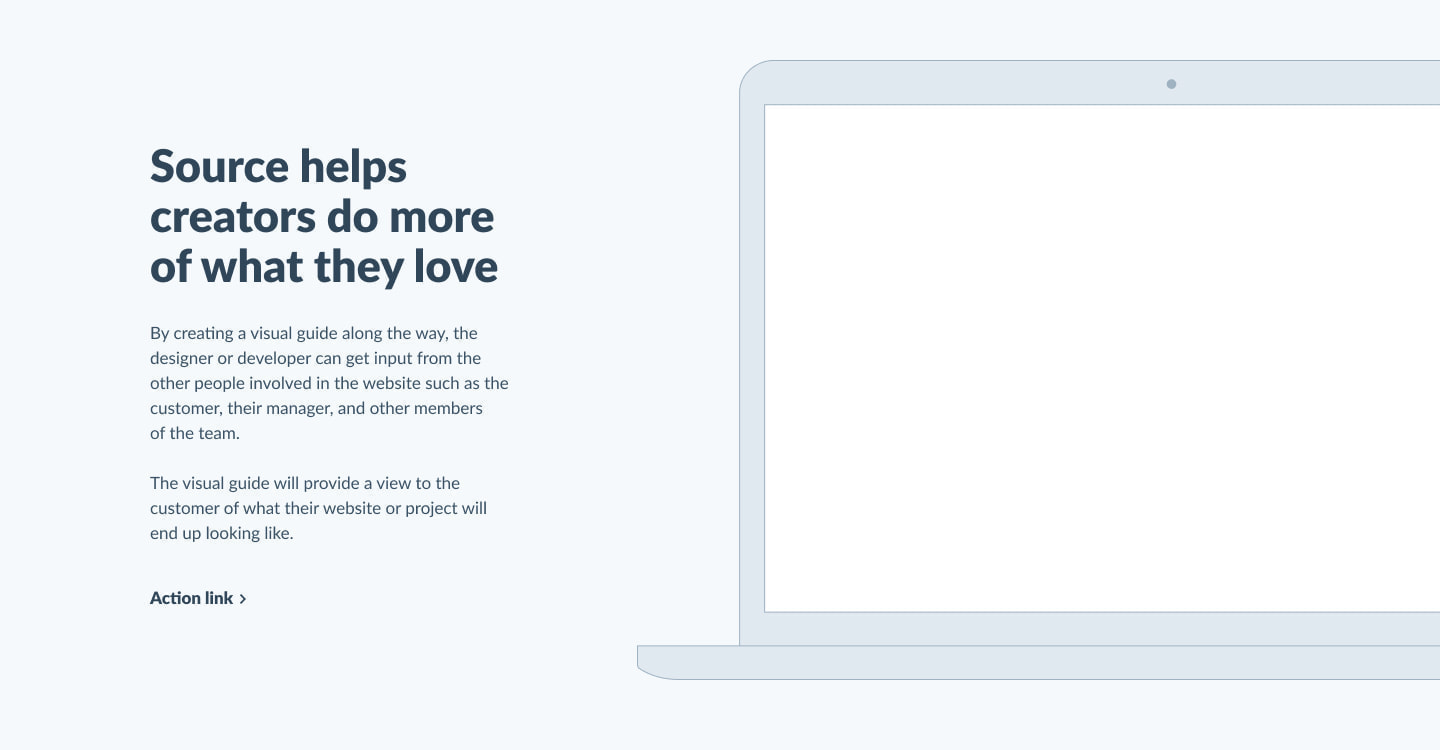 Source helps
creators do more
of what they love
By creating a visual guide along the way, the
designer or developer can get input from the
other people involved in the website such as the
customer, their manager, and other members
of the team.
The visual guide will provide a view to the
customer of what their website or project will
end up looking like.
Action link